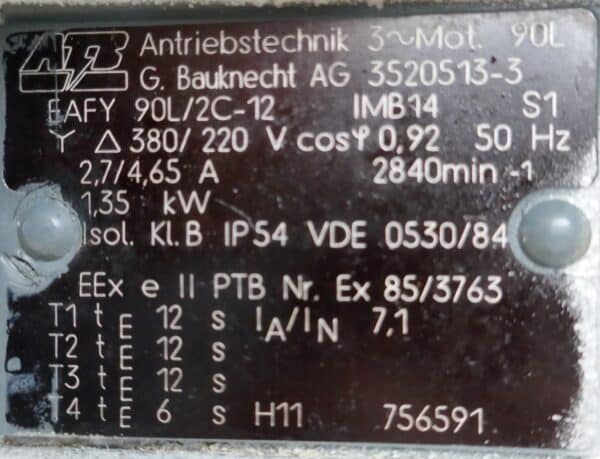 ATB Antriebstechnik 3~Mot. 90L
G. Bauknecht AG 3520513-3
EAFY 90L/2C-12 IMB14 S1
Y Δ 380/ 220 V cosφ 0,92 50 Hz
2,7/4,65 A 2840min -1
1,35 kW
Isol. Kl.B IP54 VDE 0530/84
EEx e II PTB Nr. Ex 85/3763
T1 tE 12 s IA/IN 7,1
T2 tE 12 s
T3 tE 12 s
T4 tE 6 s H11 756591